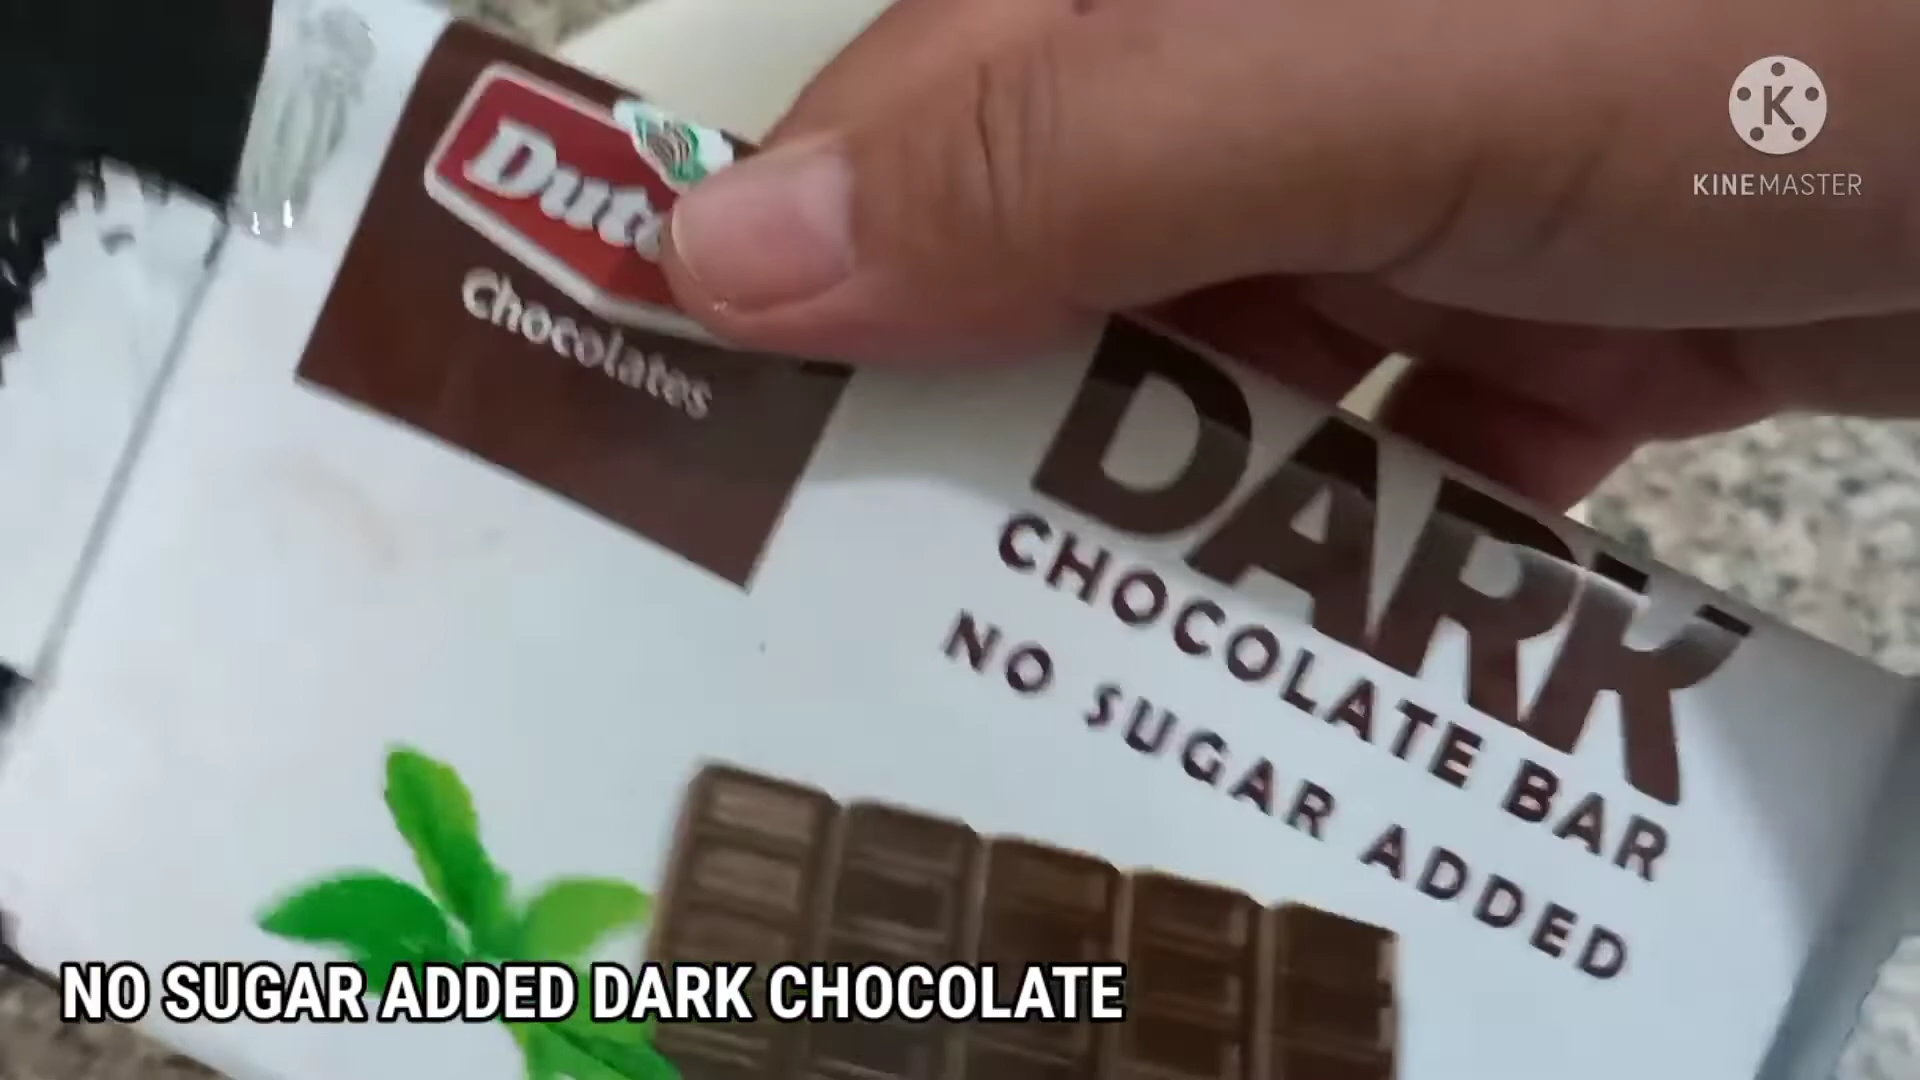 KINEMASTER
Chocolates
DARK
CHOCOLATE BAR
NO SUGAR ADDED
NO SUGAR ADDED DARK CHOCOLATE